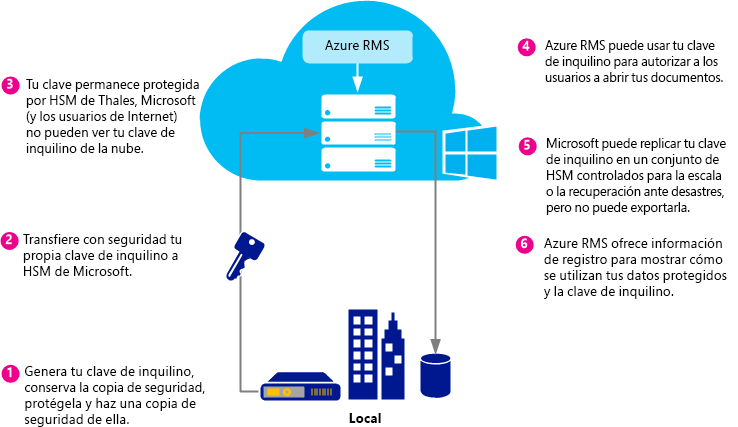 Azure RMS
3
Tu clave permanece protegida
por HSM de Thales, Microsoft
(y los usuarios de Internet)
no pueden ver tu clave de
inquilino de la nube.
2
Transfiere con seguridad tu
propia clave de inquilino a
HSM de Microsoft.
1
Genera tu clave de inquilino,
conserva la copia de seguridad,
protégela y haz una copia de
seguridad de ella.
Local
4
Azure RMS puede usar tu clave
de inquilino para autorizar a los
usuarios a abrir tus documentos.
5
Microsoft puede replicar tu clave
de inquilino en un conjunto de
HSM controlados para la escala
o la recuperación ante desastres,
pero no puede exportarla.
6
Azure RMS ofrece información
de registro para mostrar cómo
se utilizan tus datos protegidos
y la clave de inquilino.